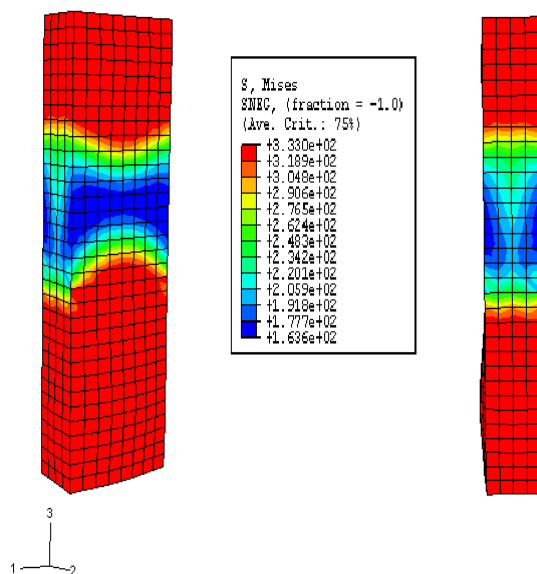 S, Mises
SNEG, (fraction = -1.0)
(Ave. Crit.: 75%)
+3.330e+02
+3.189e+02
+3.048e+02
+2.906e+02
+2.765e+02
+2.624e+02
+2.483e+02
+2.342e+02
+2.201e+02
+2.059e+02
+1.918e+02
+1.777e+02
+1.636e+02
3
1
2